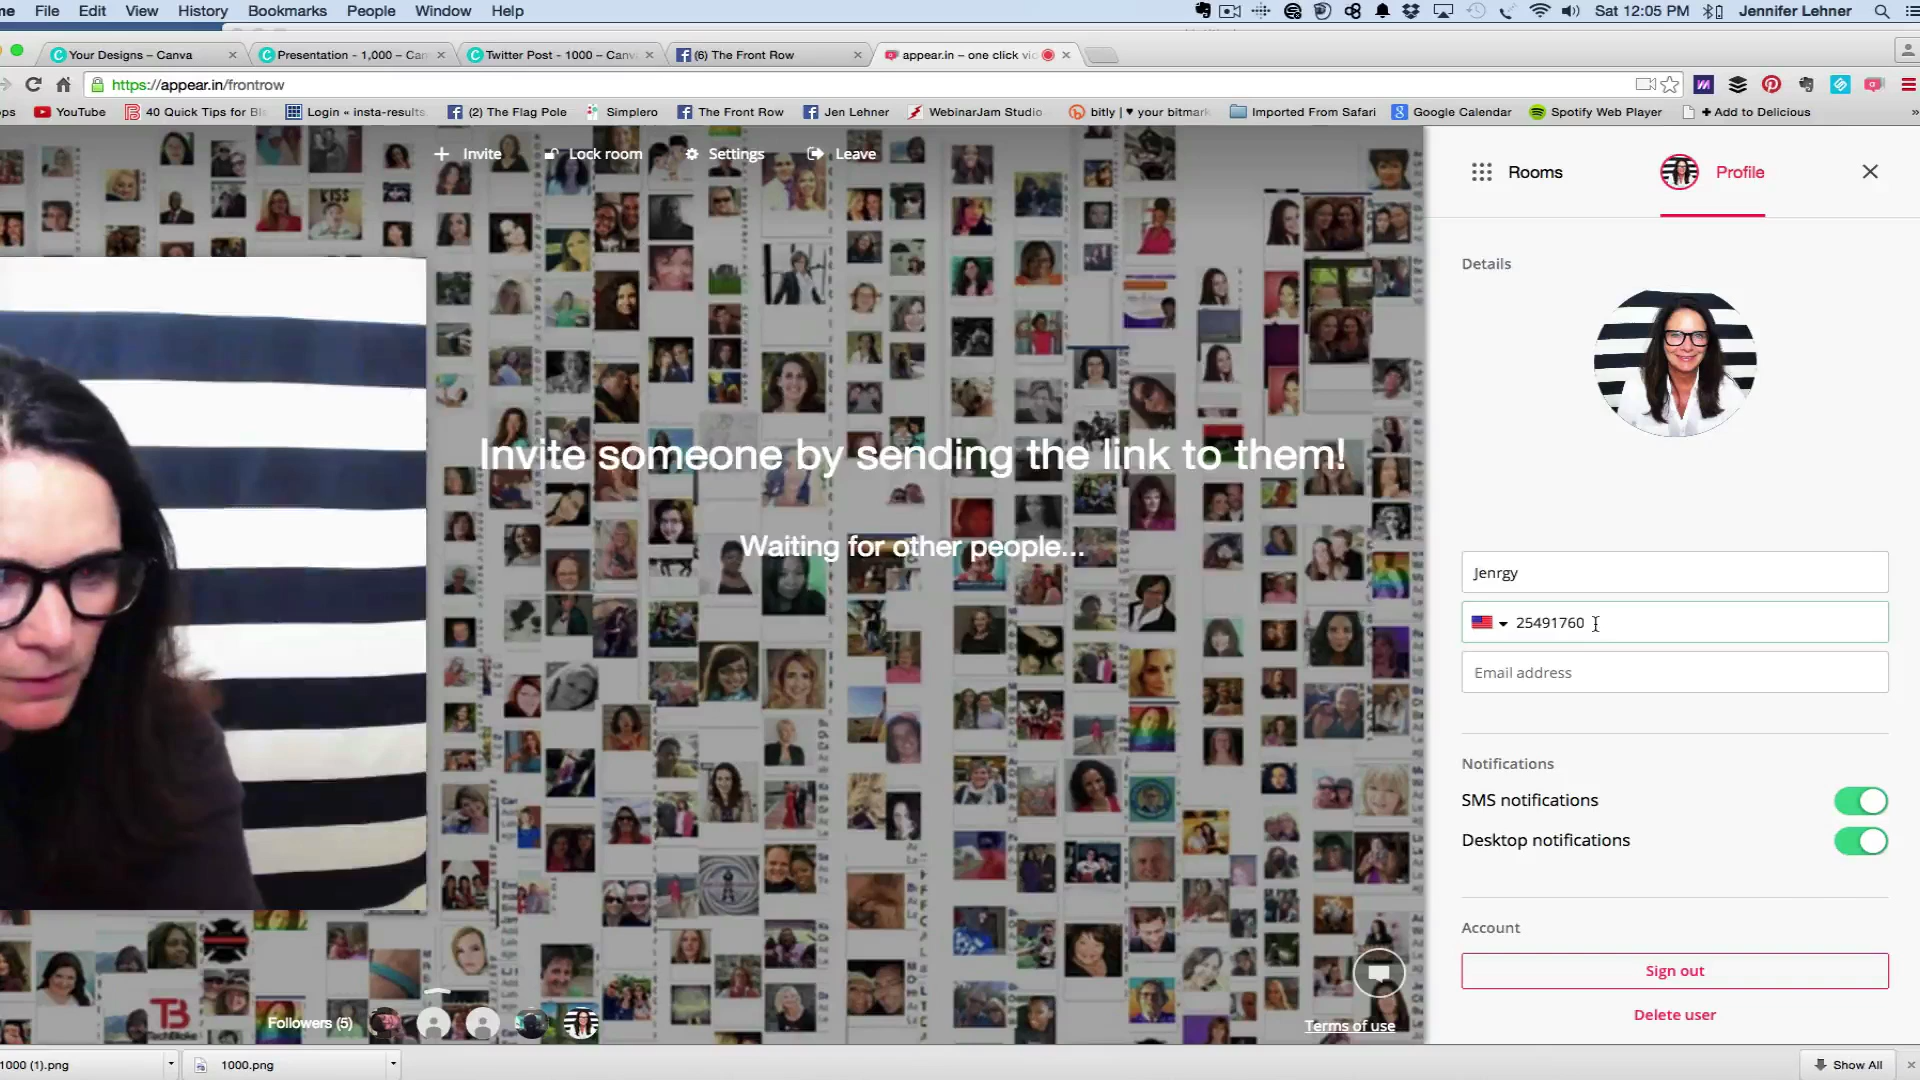 File Edit View History Bookmarks People Window Help Sat 12:05 PM Jennifer Lehner
Your Designs – Canva Presentation - 1,000 – Can Twitter Post - 1000 – Canv (6) The Front Row appear.in – one click vid
https://appear.in/frontrow
YouTube 40 Quick Tips for Bl Login « insta-results. (2) The Flag Pole Simplero The Front Row Jen Lehner WebinarJam Studio bitly | ♥ your bitmark Imported From Safari Google Calendar Spotify Web Player + Add to Delicious »
+ Invite Lock room Settings Leave
Rooms Profile
Details
Invite someone by sending the link to them!
Waiting for other people...
Jenrgy
25491760
Email address
Notifications
SMS notifications
Desktop notifications
Account
Sign out
Delete user
KISS
TB
Followers (5)
Terms of use
1000 (1).png 1000.png Show All